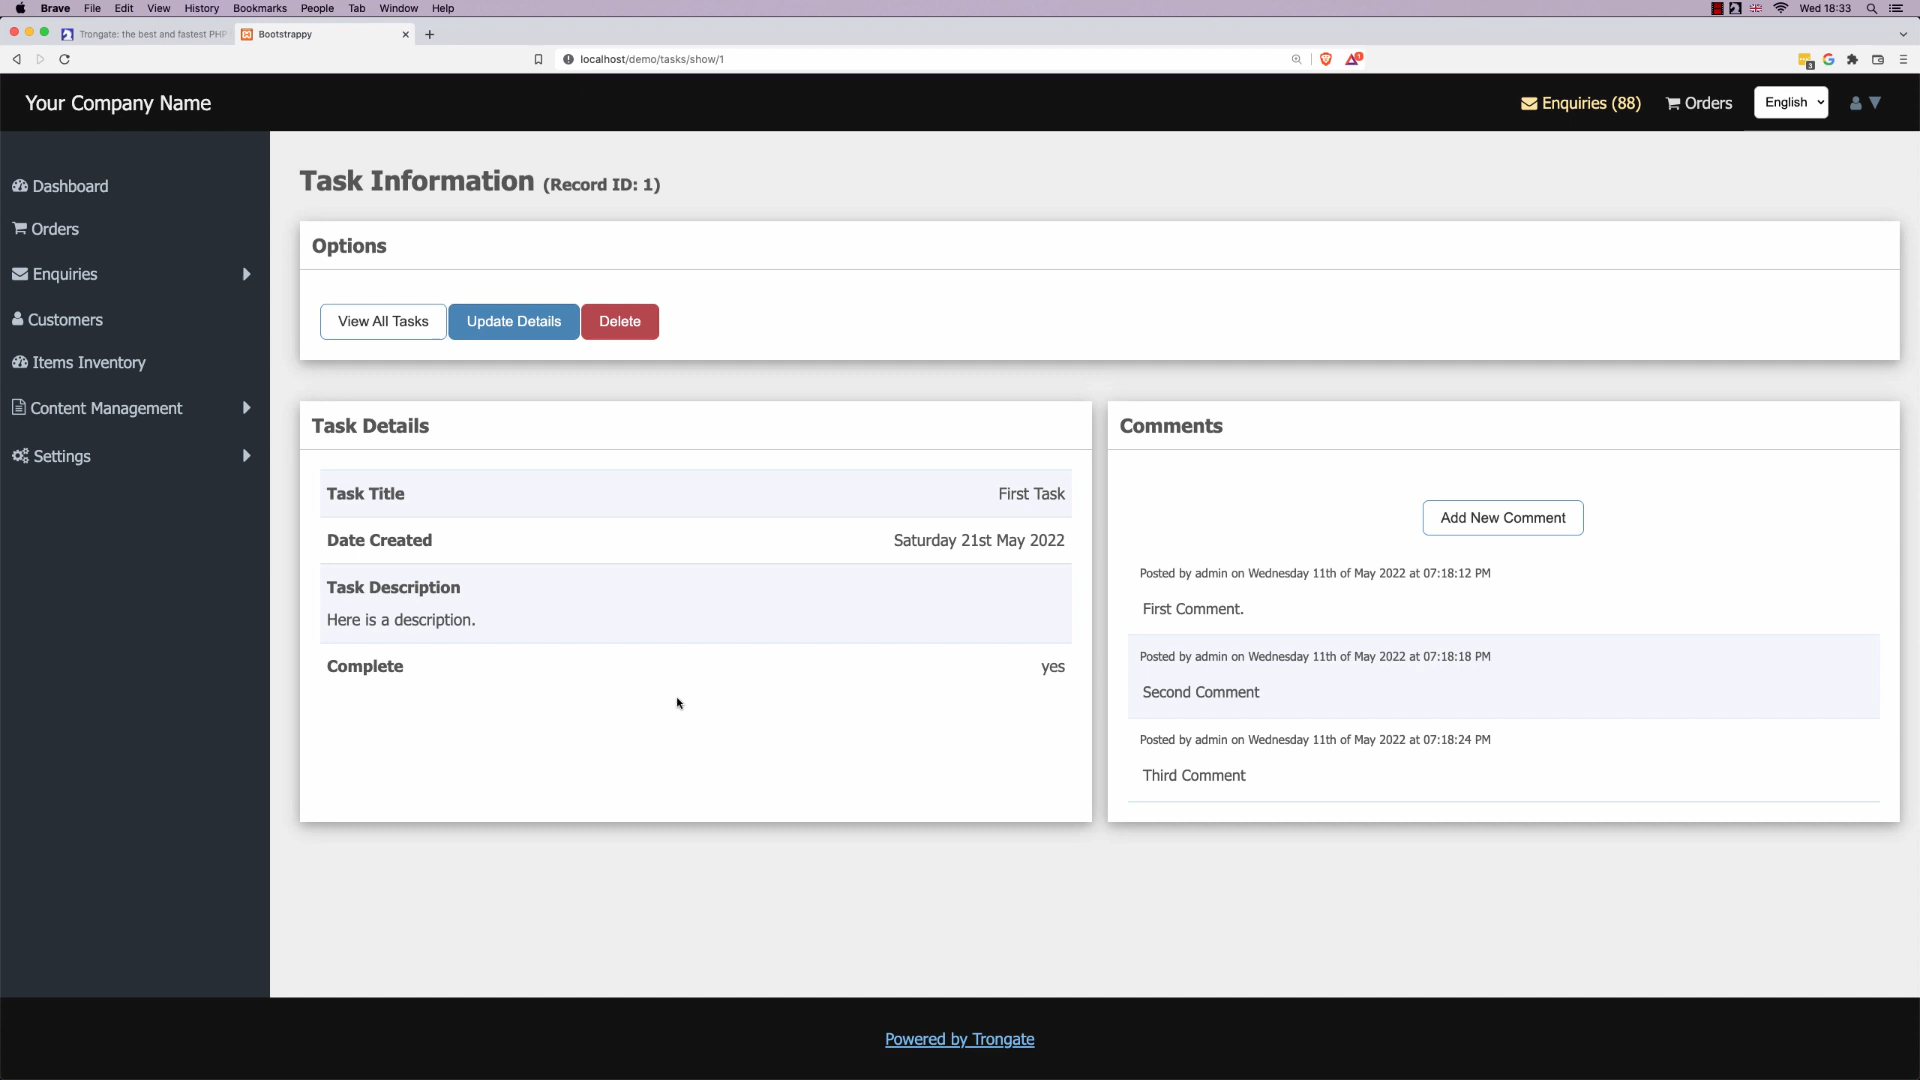 Brave File Edit View History Bookmarks People Tab Window Help Wed 18:33
Trongate: the best and fastest PHP Bootstrappy
localhost/demo/tasks/show/1
Your Company Name Enquiries (88) Orders English
Dashboard
Orders
Enquiries
Customers
Items Inventory
Content Management
Settings
Task Information (Record ID: 1)
Options
View All Tasks Update Details Delete
Task Details
Task Title First Task
Date Created Saturday 21st May 2022
Task Description
Here is a description.
Complete yes
Comments
Add New Comment
Posted by admin on Wednesday 11th of May 2022 at 07:18:12 PM
First Comment.
Posted by admin on Wednesday 11th of May 2022 at 07:18:18 PM
Second Comment
Posted by admin on Wednesday 11th of May 2022 at 07:18:24 PM
Third Comment
Powered by Trongate